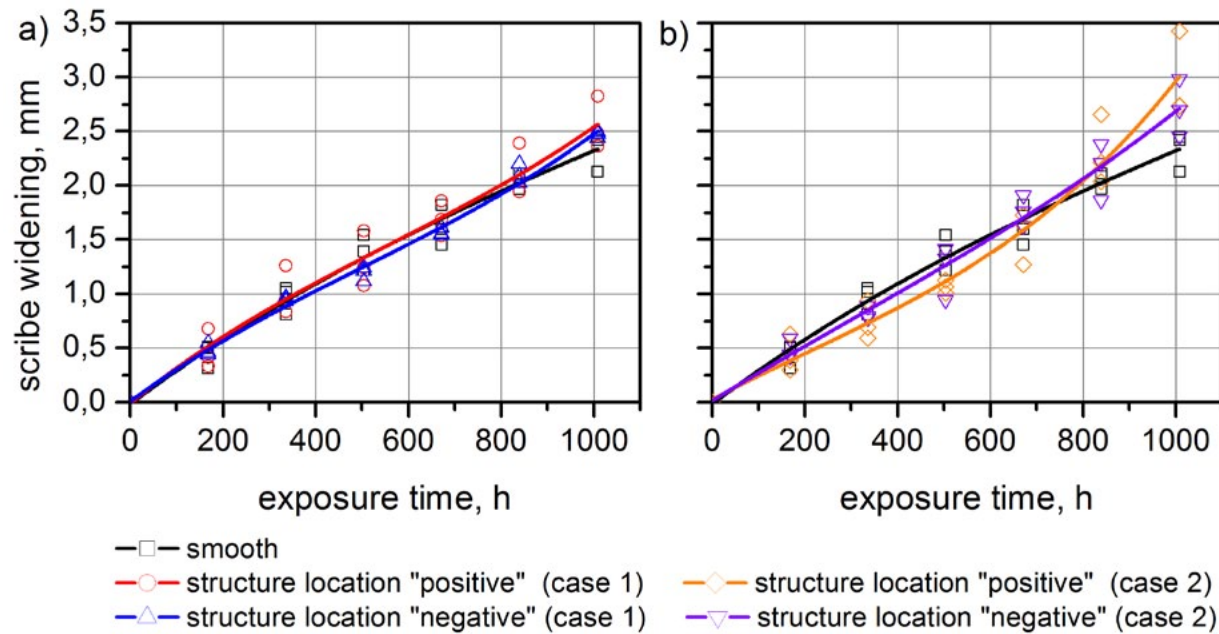 a)
b)
3,5
3,0
2,5
2,0
1,5
1,0
0,5
0,0
scribe widening, mm
0 200 400 600 800 1000
0 200 400 600 800 1000
exposure time, h
exposure time, h
smooth
structure location "positive" (case 1)
structure location "positive" (case 2)
structure location "negative" (case 1)
structure location "negative" (case 2)